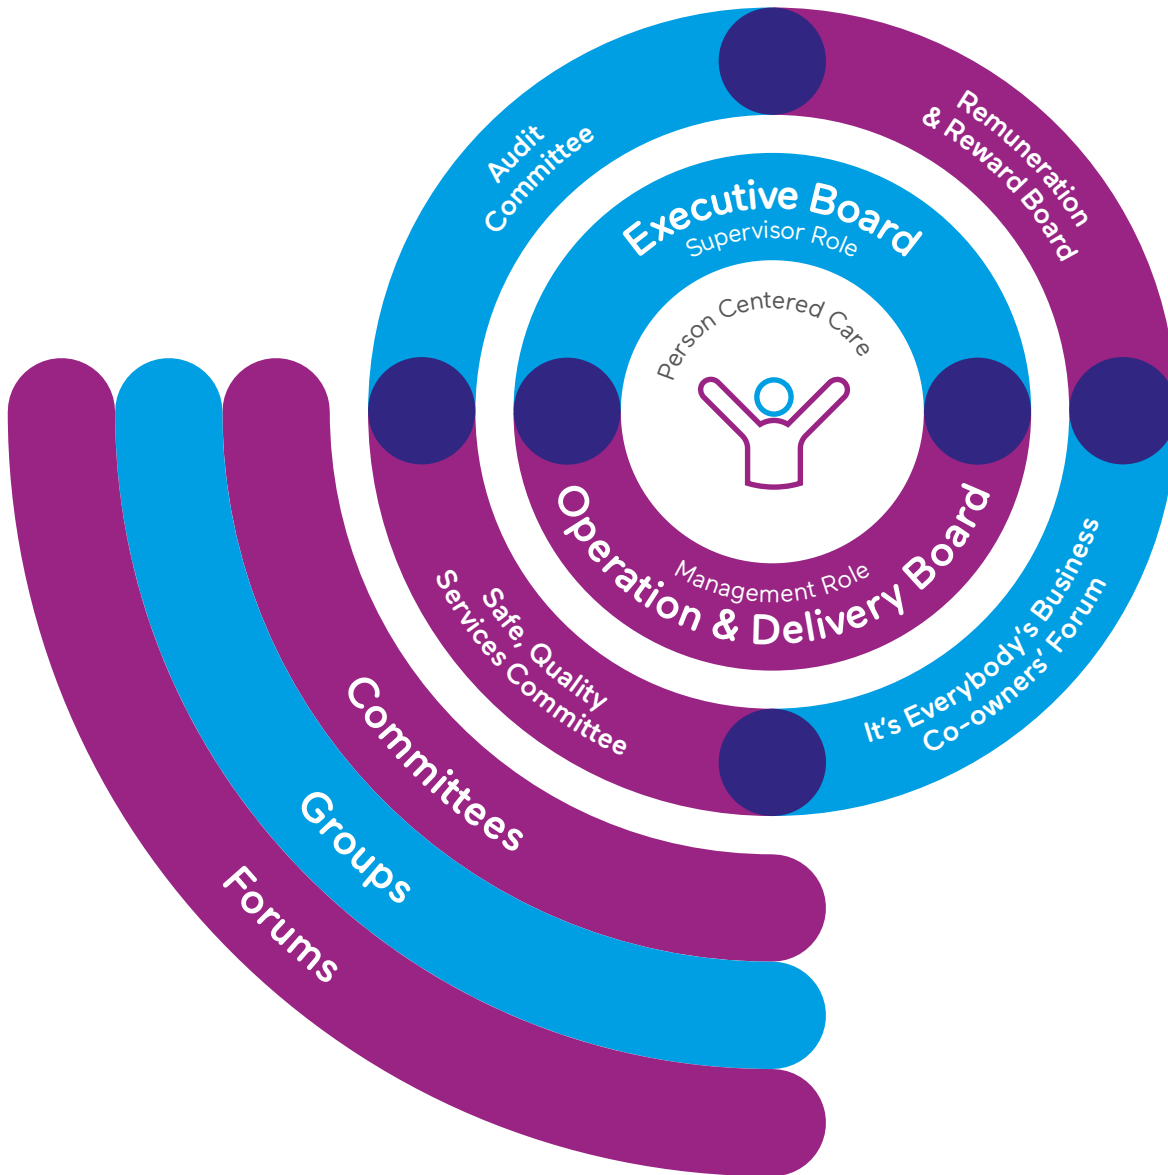 Audit
Committee
Remuneration
& Reward Board
Executive Board
Supervisor Role
Person Centered Care
Management Role
Operation & Delivery Board
Safe, Quality
Services Committee
It's Everybody's Business
Co-owners' Forum
Committees
Groups
Forums